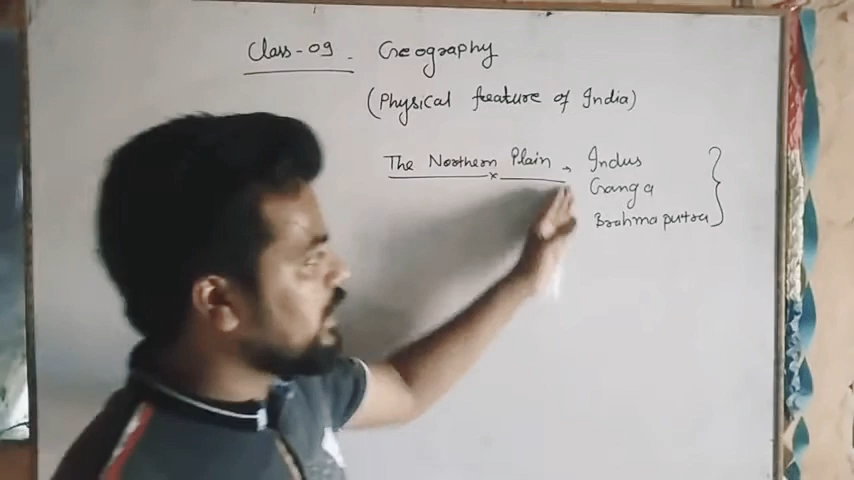 Class-09. Geography
(Physical feature of India)
The Northern Plain → Indus
Ganga
Brahmaputra